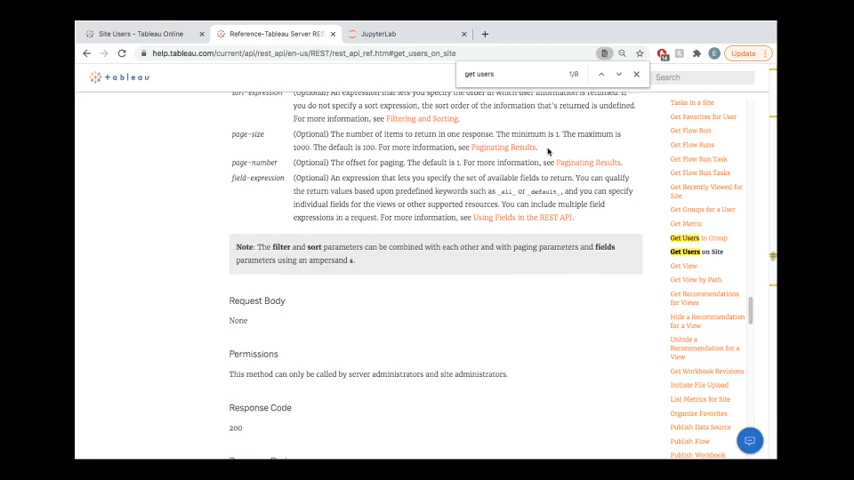 Site Users - Tableau Online
Reference-Tableau Server RES
JupyterLab
help.tableau.com/current/api/rest_api/en-us/REST/rest_api_ref.htm#get_users_on_site
Update
get users
1/8
+ableau
Search
sort-expression (Optional) An expression that lets you specify the order in which user information is returned. If
you do not specify a sort expression, the sort order of the information that's returned is undefined.
For more information, see Filtering and Sorting.
page-size (Optional) The number of items to return in one response. The minimum is 1. The maximum is
1000. The default is 100. For more information, see Paginating Results.
page-number (Optional) The offset for paging. The default is 1. For more information, see Paginating Results.
field-expression (Optional) An expression that lets you specify the set of available fields to return. You can qualify
the return values based upon predefined keywords such as _all_ or _default_, and you can specify
individual fields for the views or other supported resources. You can include multiple field
expressions in a request. For more information, see Using Fields in the REST API.
Note: The filter and sort parameters can be combined with each other and with paging parameters and fields
parameters using an ampersand &.
Request Body
None
Permissions
This method can only be called by server administrators and site administrators.
Response Code
200
Tasks in a Site
Get Favorites for User
Get Flow Run
Get Flow Runs
Get Flow Run Task
Get Flow Run Tasks
Get Recently Viewed for
Site
Get Groups for a User
Get Metric
Get Users in Group
Get Users on Site
Get View
Get View by Path
Get Recommendations
for Views
Hide a Recommendation
for a View
Unhide a
Recommendation for a
View
Get Workbook Revisions
Initiate File Upload
List Metrics for Site
Organize Favorites
Publish Data Source
Publish Flow
Publish Workbook